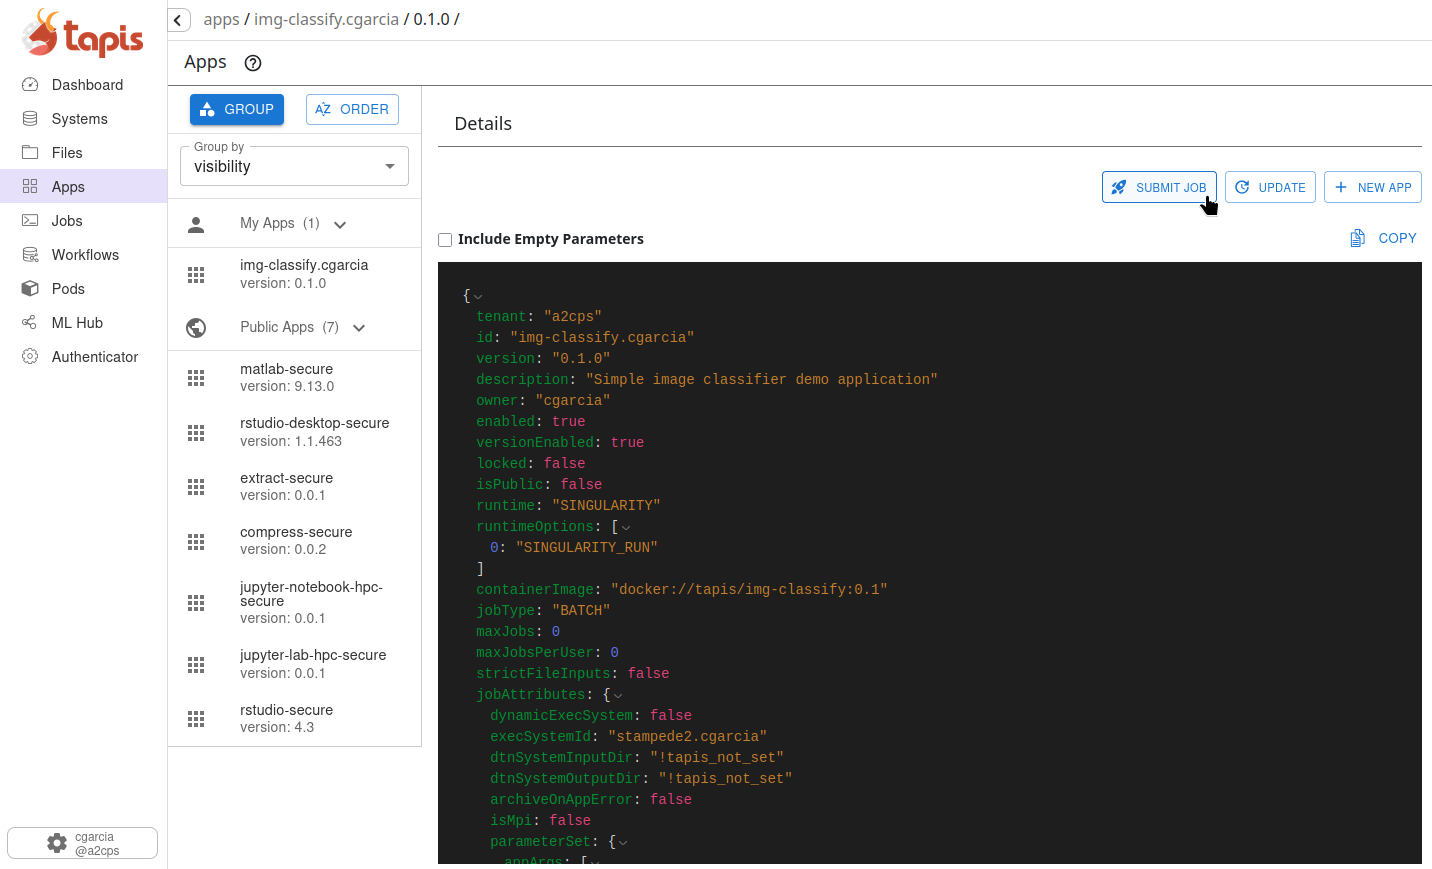 tapis
apps / img-classify.cgarcia / 0.1.0 /
Apps
Dashboard
Systems
Files
Apps
Jobs
Workflows
Pods
ML Hub
Authenticator
cgarcia
@a2cps
GROUP
AZ ORDER
Group by
visibility
My Apps (1)
img-classify.cgarcia
version: 0.1.0
Public Apps (7)
matlab-secure
version: 9.13.0
rstudio-desktop-secure
version: 1.1.463
extract-secure
version: 0.0.1
compress-secure
version: 0.0.2
jupyter-notebook-hpc-
secure
version: 0.0.1
jupyter-lab-hpc-secure
version: 0.0.1
rstudio-secure
version: 4.3
Details
SUBMIT JOB
UPDATE
NEW APP
Include Empty Parameters
COPY
{
tenant: "a2cps"
id: "img-classify.cgarcia"
version: "0.1.0"
description: "Simple image classifier demo application"
owner: "cgarcia"
enabled: true
versionEnabled: true
locked: false
isPublic: false
runtime: "SINGULARITY"
runtimeOptions: [
0: "SINGULARITY_RUN"
]
containerImage: "docker://tapis/img-classify:0.1"
jobType: "BATCH"
maxJobs: 0
maxJobsPerUser: 0
strictFileInputs: false
jobAttributes: {
dynamicExecSystem: false
execSystemId: "stampede2.cgarcia"
dtnSystemInputDir: "!tapis_not_set"
dtnSystemOutputDir: "!tapis_not_set"
archiveOnAppError: false
isMpi: false
parameterSet: {
appArgs: [